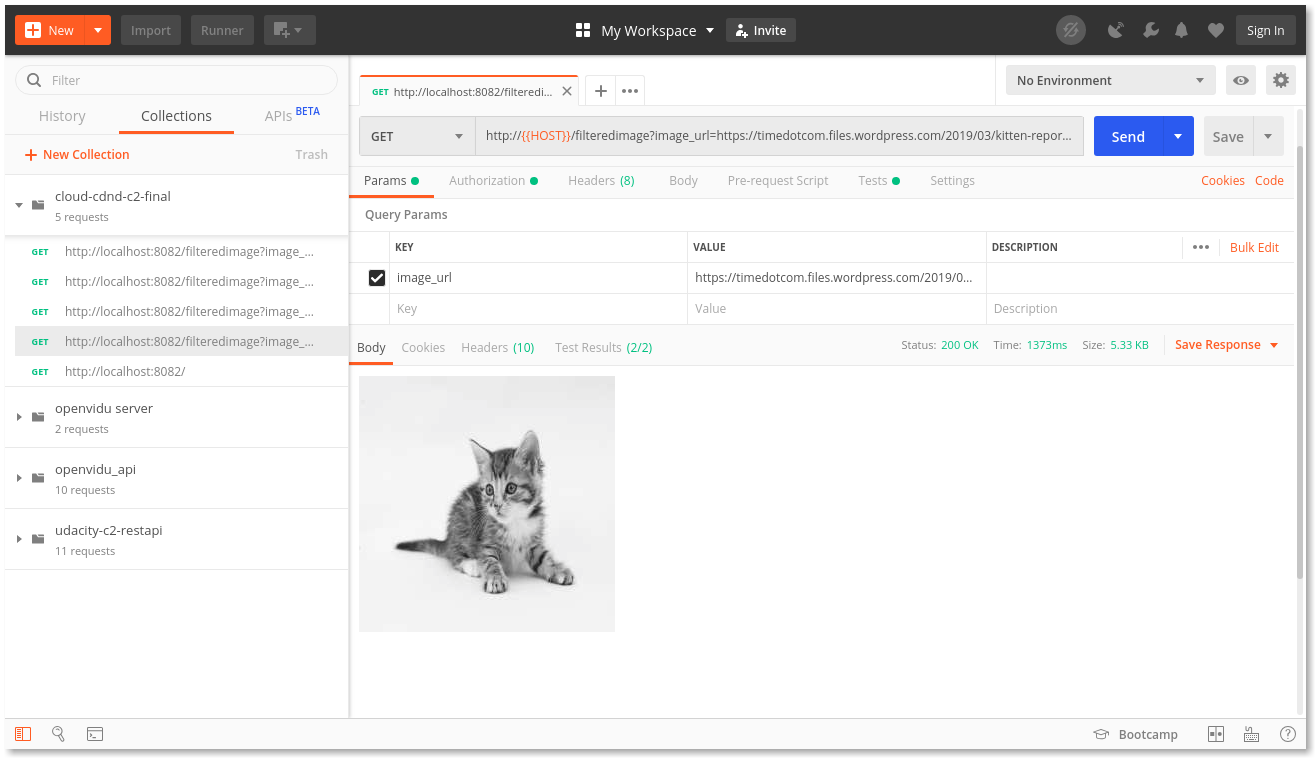 New
Import
Runner
My Workspace
Invite
Sign In
Filter
History
Collections
APIs BETA
New Collection
Trash
cloud-cdnd-c2-final
5 requests
GET http://localhost:8082/filteredimage?image_...
GET http://localhost:8082/filteredimage?image_...
GET http://localhost:8082/filteredimage?image_...
GET http://localhost:8082/filteredimage?image_...
GET http://localhost:8082/
openvidu server
2 requests
openvidu_api
10 requests
udacity-c2-restapi
11 requests
GET http://localhost:8082/filteredi...
No Environment
GET
http://{{HOST}}/filteredimage?image_url=https://timedotcom.files.wordpress.com/2019/03/kitten-repor...
Send
Save
Params
Authorization
Headers (8)
Body
Pre-request Script
Tests
Settings
Cookies
Code
Query Params
KEY
VALUE
DESCRIPTION
Bulk Edit
image_url
https://timedotcom.files.wordpress.com/2019/0...
Key
Value
Description
Body
Cookies
Headers (10)
Test Results (2/2)
Status: 200 OK
Time: 1373ms
Size: 5.33 KB
Save Response
Bootcamp